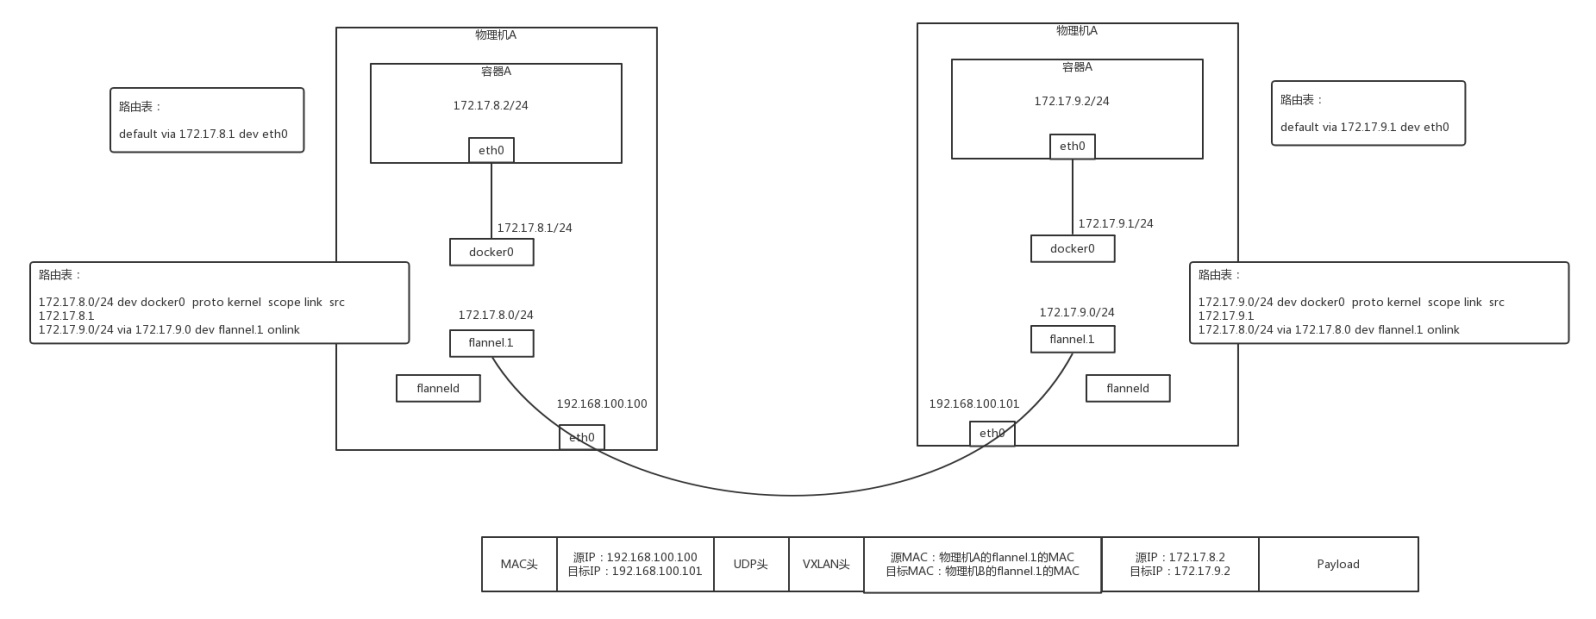 物理机A
容器A
172.17.8.2/24
eth0
路由表：
default via 172.17.8.1 dev eth0
172.17.8.1/24
docker0
路由表：
172.17.8.0/24 dev docker0  proto kernel  scope link  src
172.17.8.1
172.17.9.0/24 via 172.17.9.0 dev flannel.1 onlink
172.17.8.0/24
flannel.1
flanneld
192.168.100.100
eth0
物理机A
容器A
172.17.9.2/24
eth0
路由表：
default via 172.17.9.1 dev eth0
172.17.9.1/24
docker0
路由表：
172.17.9.0/24 dev docker0  proto kernel  scope link  src
172.17.9.1
172.17.8.0/24 via 172.17.8.0 dev flannel.1 onlink
172.17.9.0/24
flannel.1
flanneld
192.168.100.101
eth0
MAC头
源IP：192.168.100.100
目标IP：192.168.100.101
UDP头
VXLAN头
源MAC：物理机A的flannel.1的MAC
目标MAC：物理机B的flannel.1的MAC
源IP：172.17.8.2
目标IP：172.17.9.2
Payload